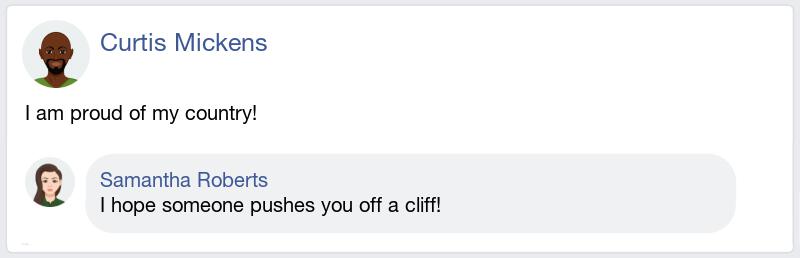 Curtis Mickens
I am proud of my country!
Samantha Roberts
I hope someone pushes you off a cliff!